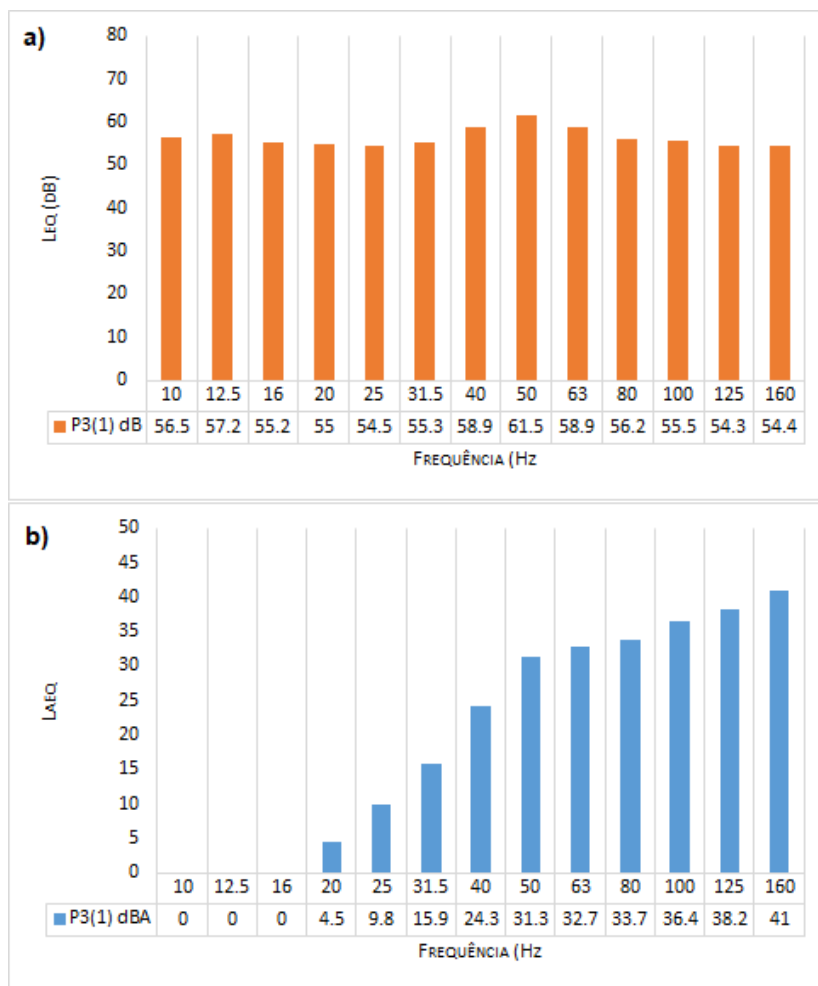 a)
80
70
60
50
40
30
20
10
0
LEQ (DB)
10 12.5 16 20 25 31.5 40 50 63 80 100 125 160
P3(1) dB 56.5 57.2 55.2 55 54.5 55.3 58.9 61.5 58.9 56.2 55.5 54.3 54.4
FREQUÊNCIA (HZ
b)
50
45
40
35
30
25
20
15
10
5
0
LAEQ
10 12.5 16 20 25 31.5 40 50 63 80 100 125 160
P3(1) dBA 0 0 0 4.5 9.8 15.9 24.3 31.3 32.7 33.7 36.4 38.2 41
FREQUÊNCIA (HZ